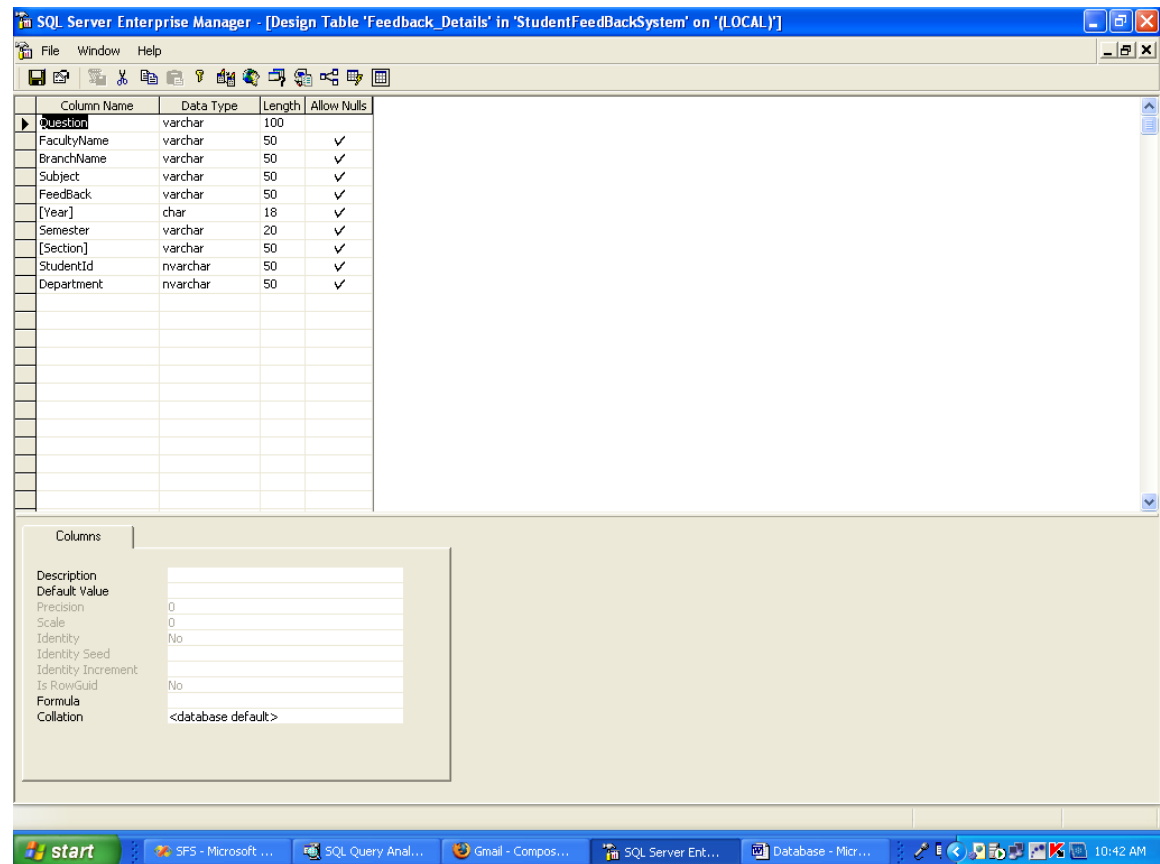 SQL Server Enterprise Manager - [Design Table 'Feedback_Details' in 'StudentFeedBackSystem' on '(LOCAL)']
File Window Help
Column Name Data Type Length Allow Nulls
Question varchar 100
FacultyName varchar 50
BranchName varchar 50
Subject varchar 50
FeedBack varchar 50
[Year] char 18
Semester varchar 20
[Section] varchar 50
StudentId nvarchar 50
Department nvarchar 50
Columns
Description
Default Value
Precision 0
Scale 0
Identity No
Identity Seed
Identity Increment
Is RowGuid No
Formula
Collation <database default>
start SFS - Microsoft ... SQL Query Anal... Gmail - Compos... SQL Server Ent... Database - Micr... 10:42 AM